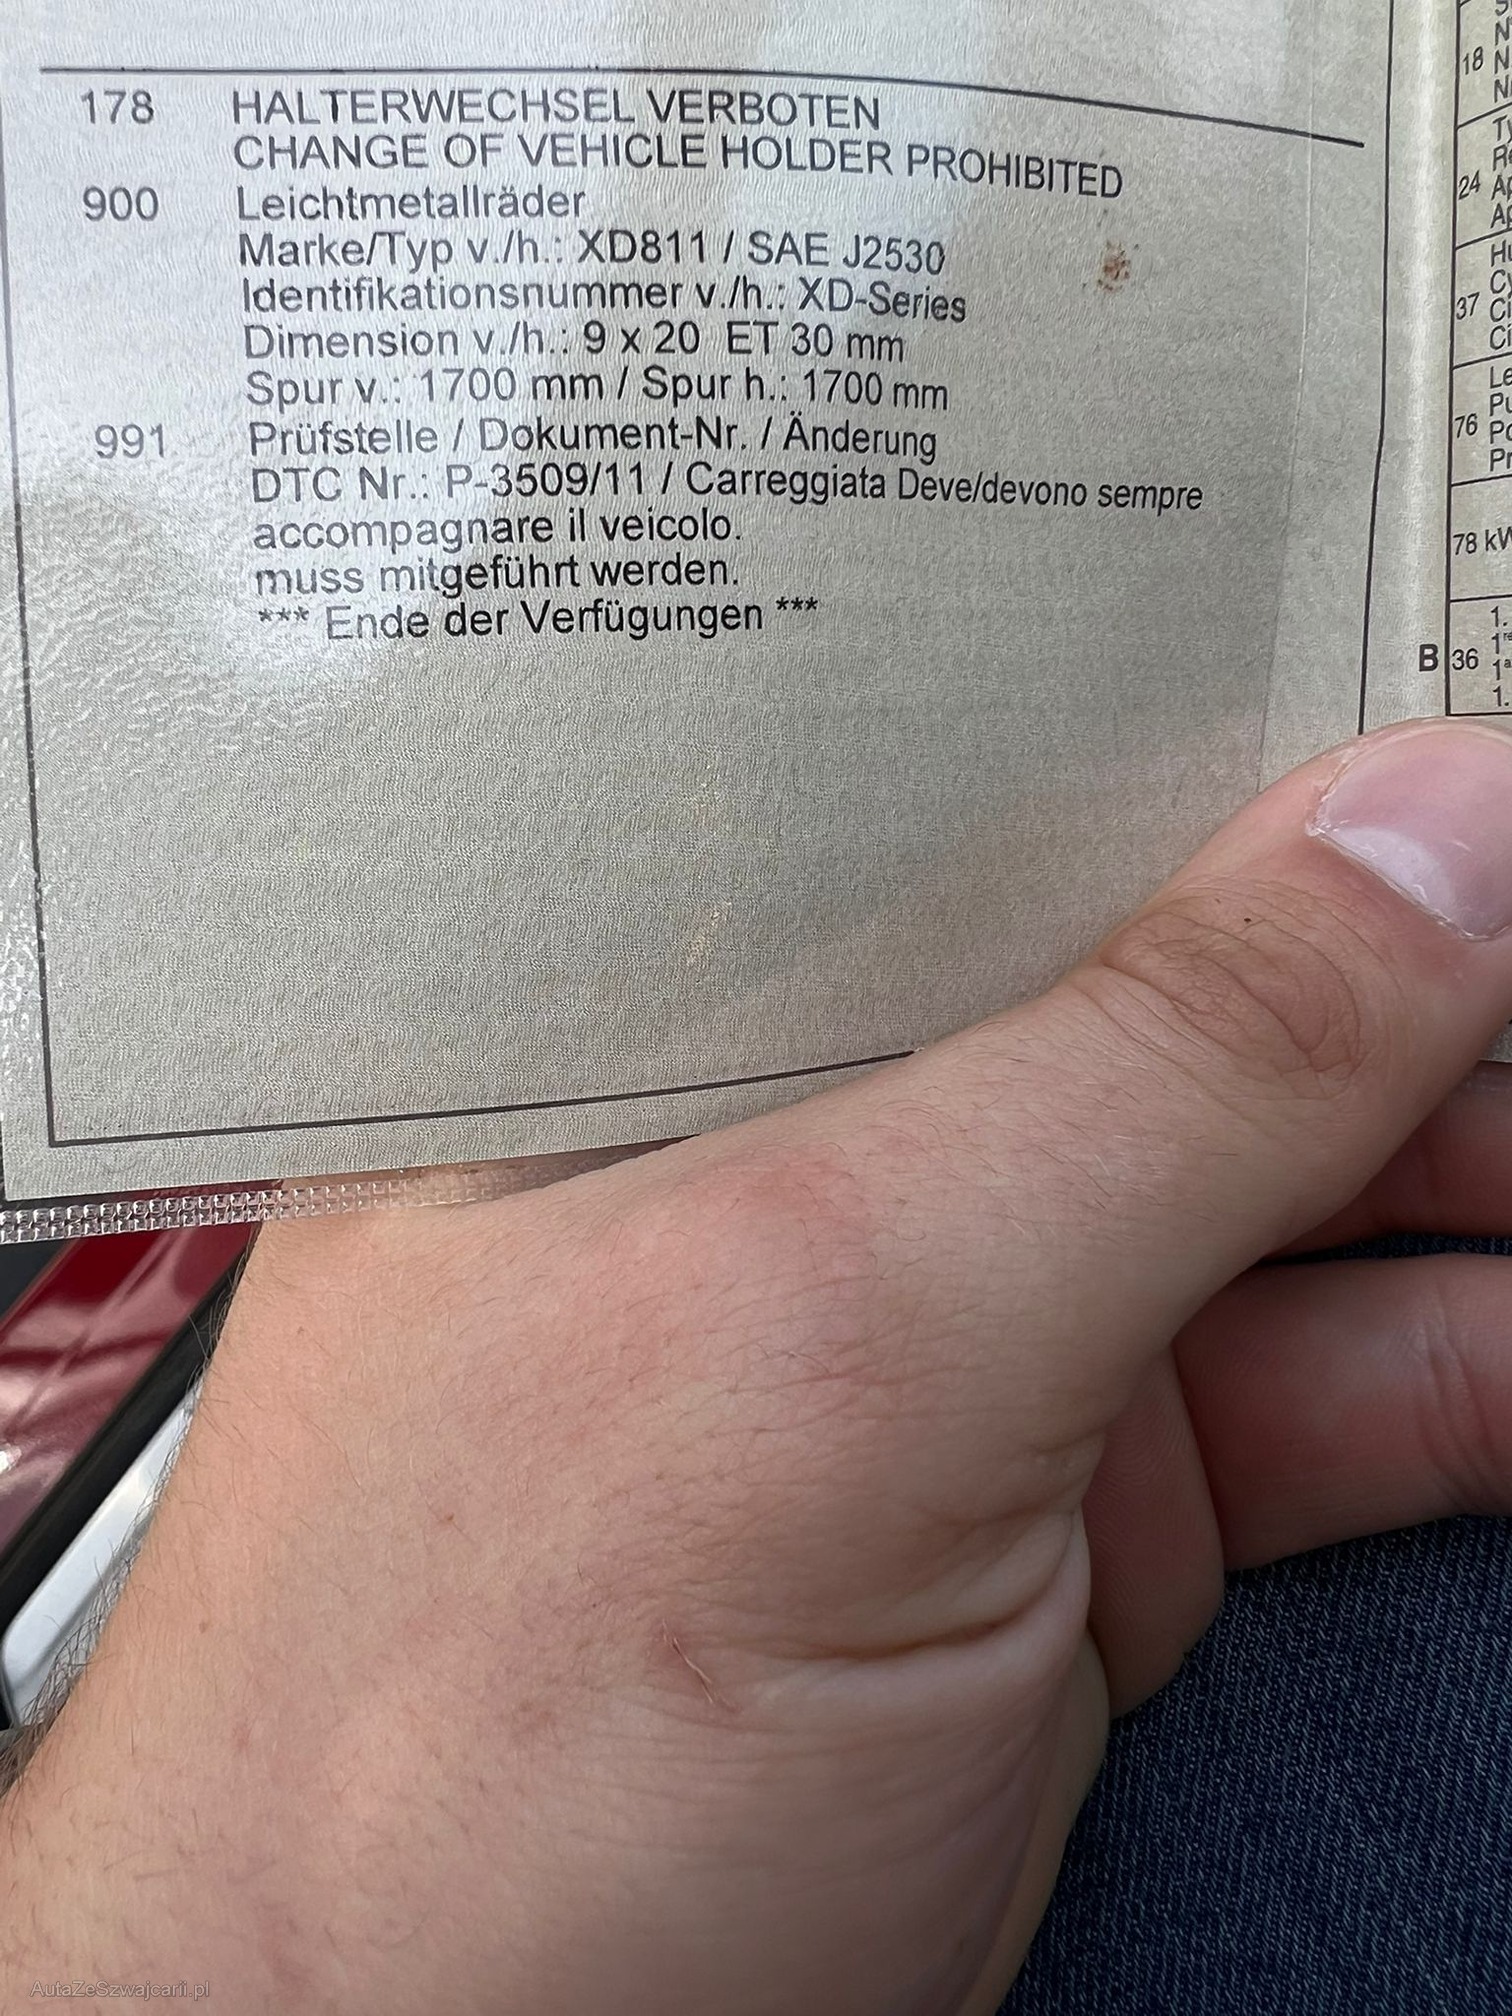 178 HALTERWECHSEL VERBOTEN
CHANGE OF VEHICLE HOLDER PROHIBITED
900 Leichtmetallräder
Marke/Typ v./h.: XD811 / SAE J2530
Identifikationsnummer v./h.: XD-Series
Dimension v./h.: 9 x 20 ET 30 mm
Spur v.: 1700 mm / Spur h.: 1700 mm
991 Prüfstelle / Dokument-Nr. / Änderung
DTC Nr.: P-3509/11 / Carreggiata Deve/devono sempre
accompagnare il veicolo.
muss mitgeführt werden.
*** Ende der Verfügungen ***
18
24
37
76
78 kW
B 36
AutaZeSzwajcarii.pl